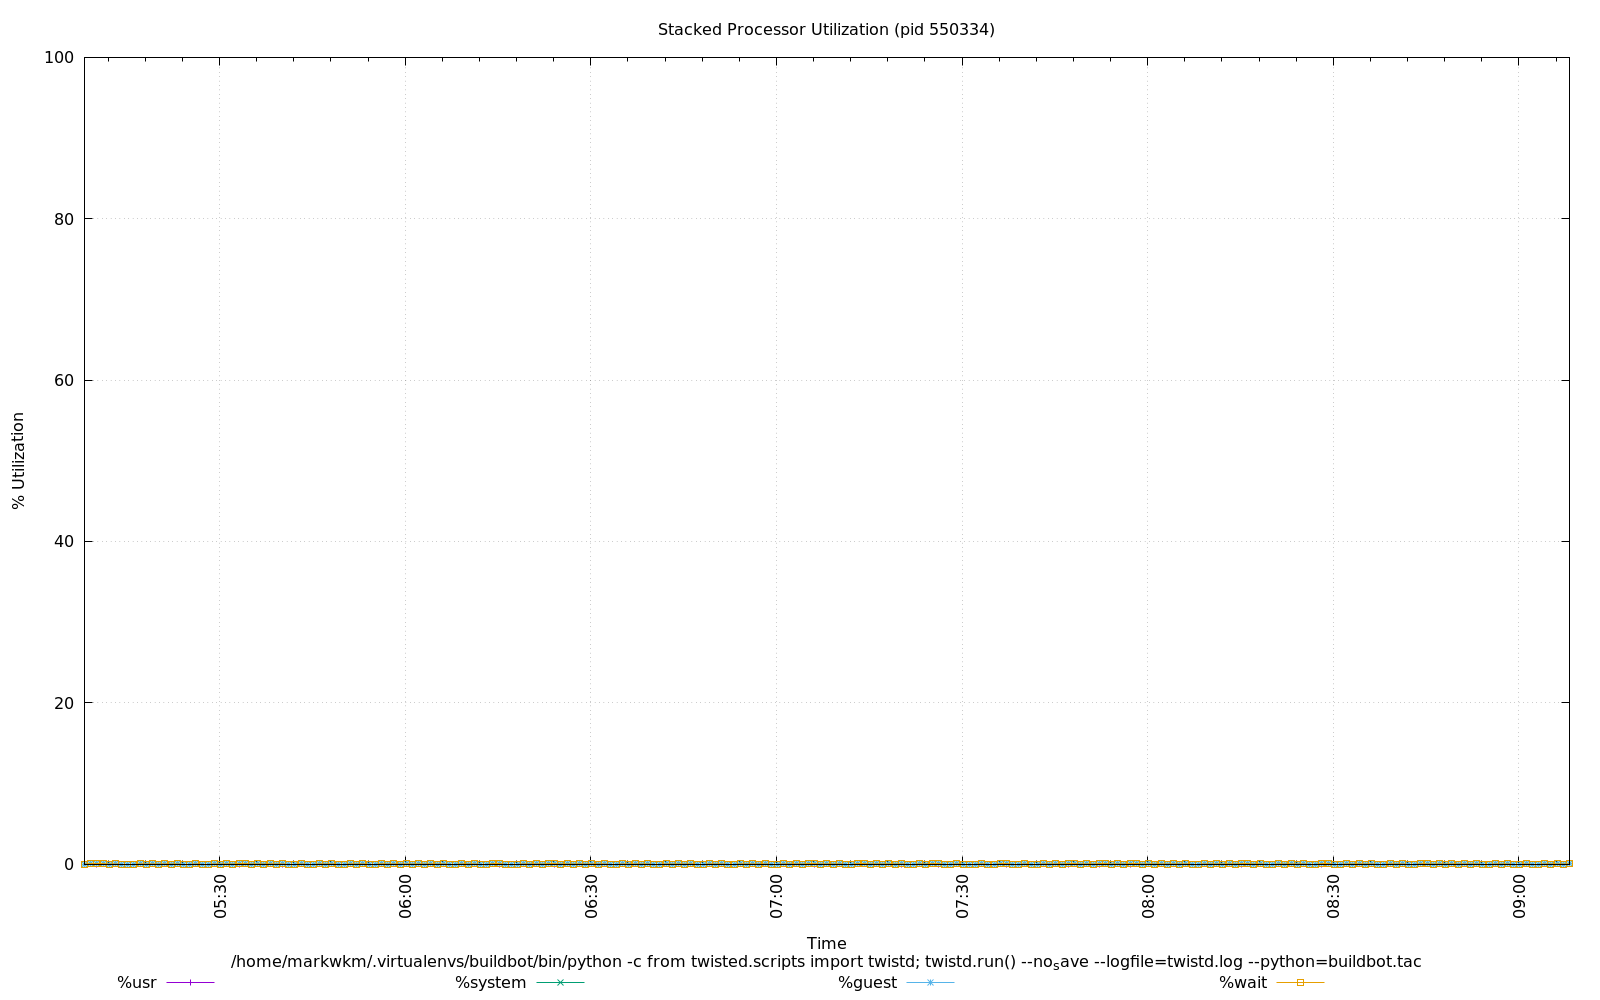 Stacked Processor Utilization (pid 550334)
100
80
60
40
20
0
% Utilization
05:30 06:00 06:30 07:00 07:30 08:00 08:30 09:00
Time
/home/markwkm/.virtualenvs/buildbot/bin/python -c from twisted.scripts import twistd; twistd.run() --noₛave --logfile=twistd.log --python=buildbot.tac
%usr %system %guest %wait